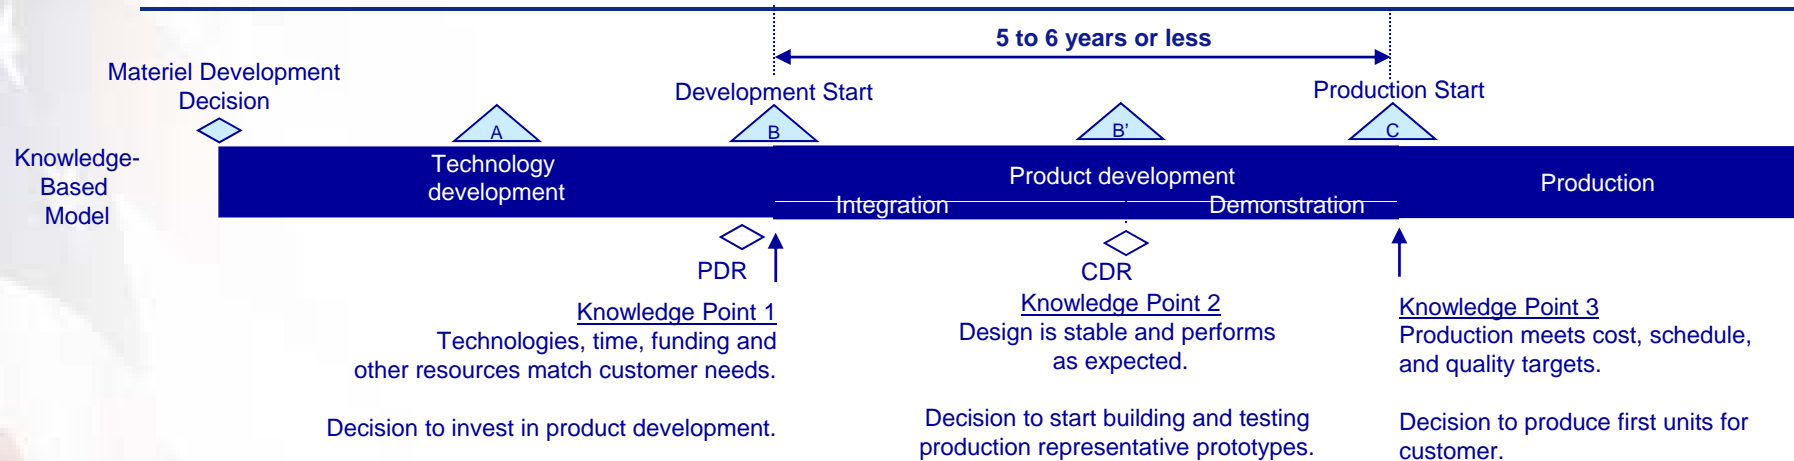 5 to 6 years or less
Materiel Development
Decision
Development Start
Production Start
A
B
B'
C
Knowledge-
Based
Model
Technology
development
Product development
Integration
Demonstration
Production
PDR
CDR
Knowledge Point 1
Technologies, time, funding and
other resources match customer needs.
Decision to invest in product development.
Knowledge Point 2
Design is stable and performs
as expected.
Decision to start building and testing
production representative prototypes.
Knowledge Point 3
Production meets cost, schedule,
and quality targets.
Decision to produce first units for
customer.